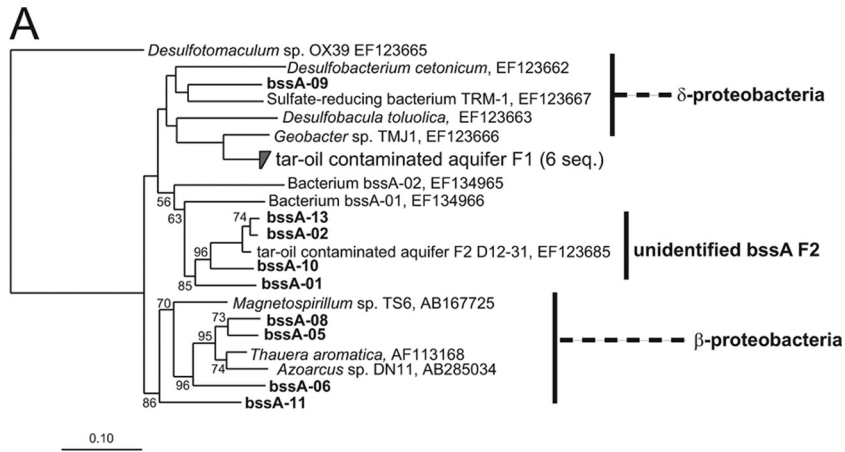 A
Desulfotomaculum sp. OX39 EF123665
Desulfobacterium cetonicum, EF123662
bssA-09
Sulfate-reducing bacterium TRM-1, EF123667
δ-proteobacteria
Desulfobacula toluolica, EF123663
Geobacter sp. TMJ1, EF123666
tar-oil contaminated aquifer F1 (6 seq.)
Bacterium bssA-02, EF134965
56
Bacterium bssA-01, EF134966
63
74
bssA-13
bssA-02
96
tar-oil contaminated aquifer F2 D12-31, EF123685
unidentified bssA F2
bssA-10
85
bssA-01
70
Magnetospirillum sp. TS6, AB167725
73
bssA-08
95
bssA-05
β-proteobacteria
Thauera aromatica, AF113168
74
Azoarcus sp. DN11, AB285034
96
bssA-06
86
bssA-11
0.10